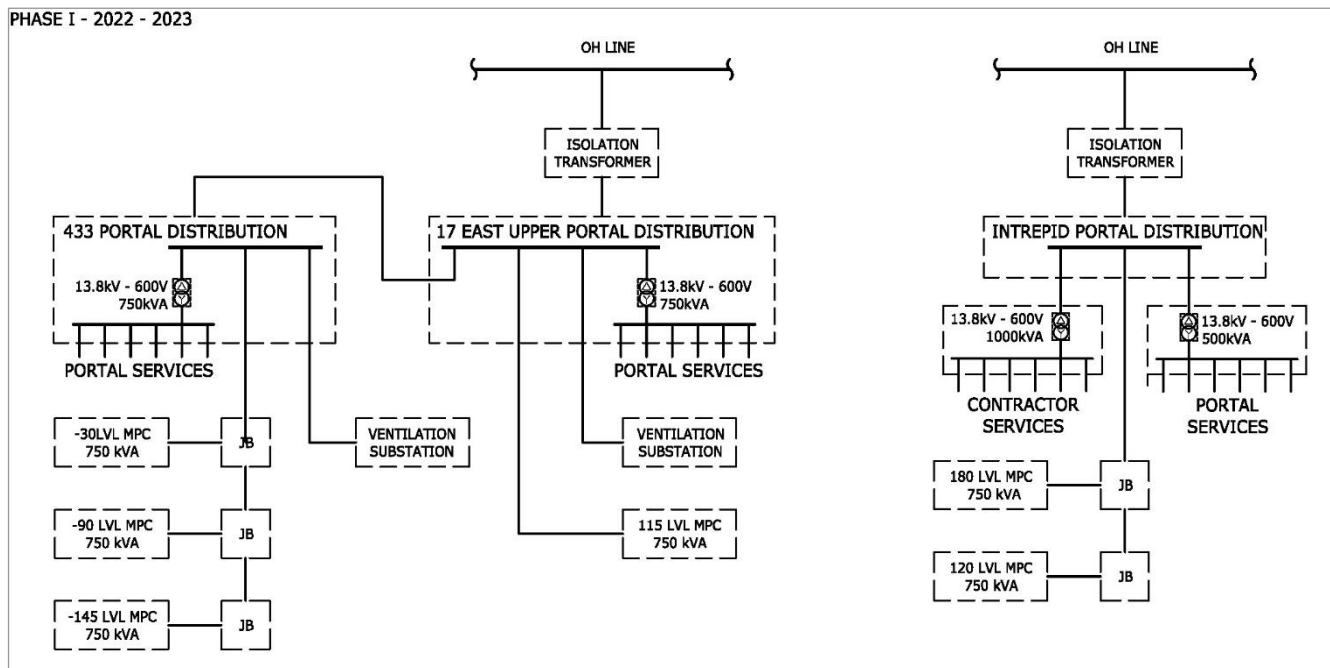 PHASE I - 2022 - 2023
OH LINE
ISOLATION
TRANSFORMER
433 PORTAL DISTRIBUTION
13.8kV - 600V
750kVA
PORTAL SERVICES
-30LVL MPC
750 kVA
JB
-90 LVL MPC
750 kVA
JB
-145 LVL MPC
750 kVA
JB
VENTILATION
SUBSTATION
17 EAST UPPER PORTAL DISTRIBUTION
13.8kV - 600V
750kVA
PORTAL SERVICES
VENTILATION
SUBSTATION
115 LVL MPC
750 kVA
OH LINE
ISOLATION
TRANSFORMER
INTREPID PORTAL DISTRIBUTION
13.8kV - 600V
1000kVA
CONTRACTOR
SERVICES
13.8kV - 600V
500kVA
PORTAL
SERVICES
180 LVL MPC
750 kVA
JB
120 LVL MPC
750 kVA
JB